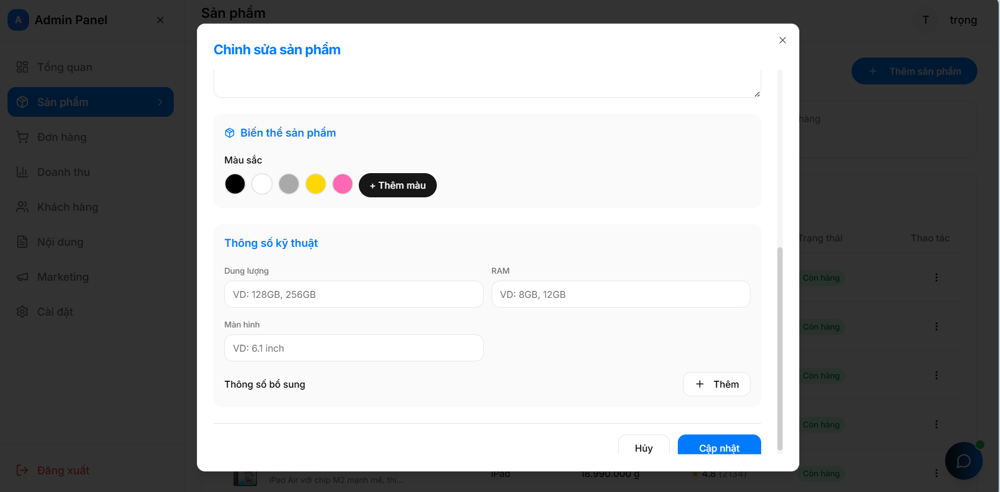 A Admin Panel
Sản phẩm
T trọng
Tổng quan
Sản phẩm
Đơn hàng
Doanh thu
Khách hàng
Nội dung
Marketing
Cài đặt
Đăng xuất
Thêm sản phẩm
hàng
Trạng thái Thao tác
Còn hàng
Còn hàng
Còn hàng
Còn hàng
iPad 18.990.000 ₫ 4.8 (2134) Còn hàng
iPad Air với chip M2 mạnh mẽ, thi...
Chỉnh sửa sản phẩm
Biến thể sản phẩm
Màu sắc
+ Thêm màu
Thông số kỹ thuật
Dung lượng RAM
VD: 128GB, 256GB VD: 8GB, 12GB
Màn hình
VD: 6.1 inch
Thông số bổ sung Thêm
Hủy Cập nhật